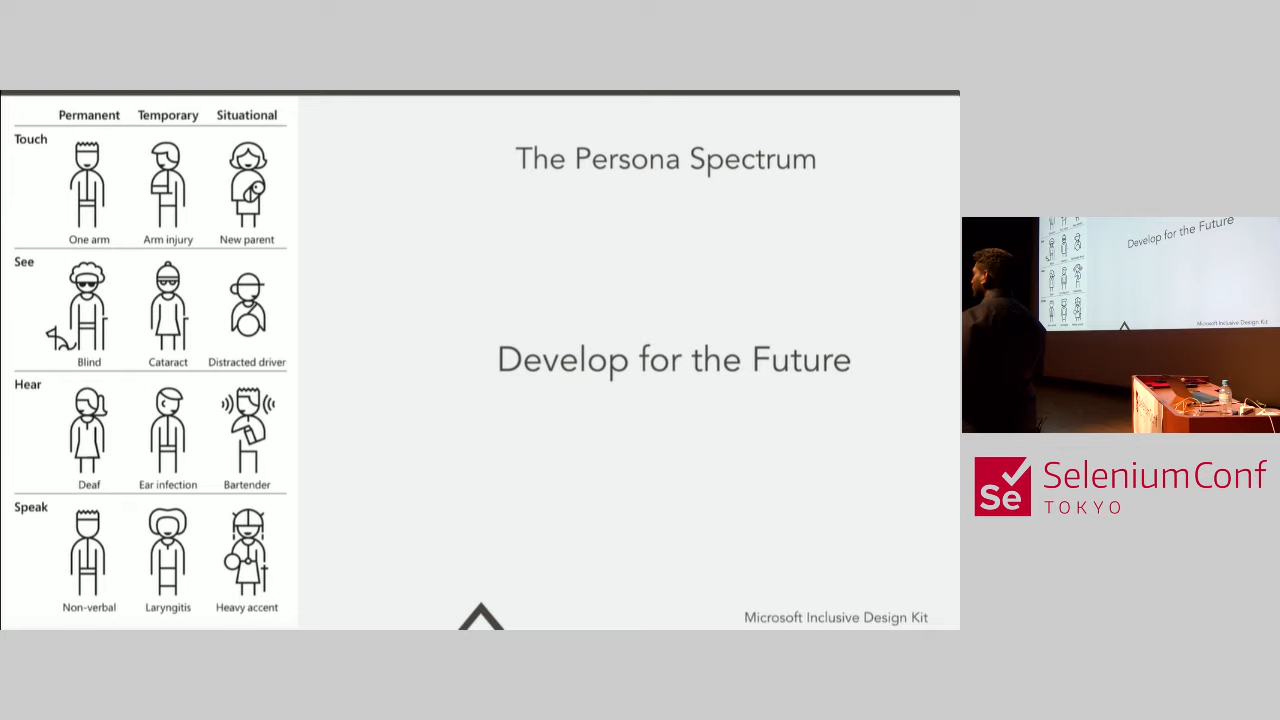 Permanent Temporary Situational
Touch
One arm Arm injury New parent
See
Blind Cataract Distracted driver
Hear
Deaf Ear infection Bartender
Speak
Non-verbal Laryngitis Heavy accent
The Persona Spectrum
Develop for the Future
Microsoft Inclusive Design Kit
Develop for the Future
Microsoft Inclusive Design Kit
Se
SeleniumConf
TOKYO